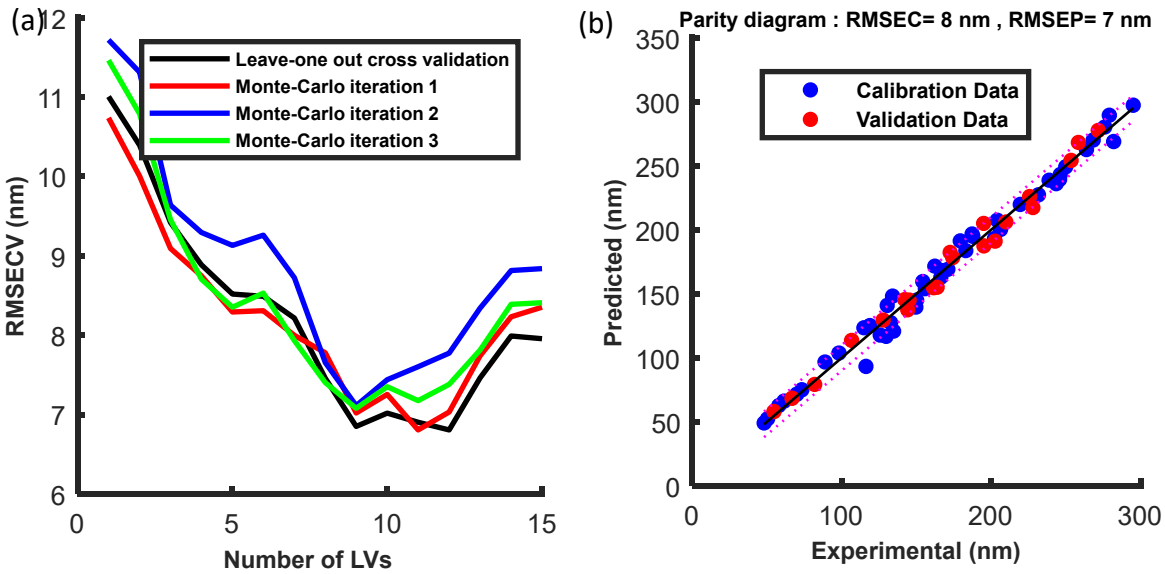 (a)
12
11
10
9
8
7
6
RMSECV (nm)
Leave-one out cross validation
Monte-Carlo iteration 1
Monte-Carlo iteration 2
Monte-Carlo iteration 3
0
5
10
15
Number of LVs
(b)
Parity diagram : RMSEC= 8 nm , RMSEP= 7 nm
350
300
250
200
150
100
50
0
Predicted (nm)
Calibration Data
Validation Data
0
100
200
300
Experimental (nm)